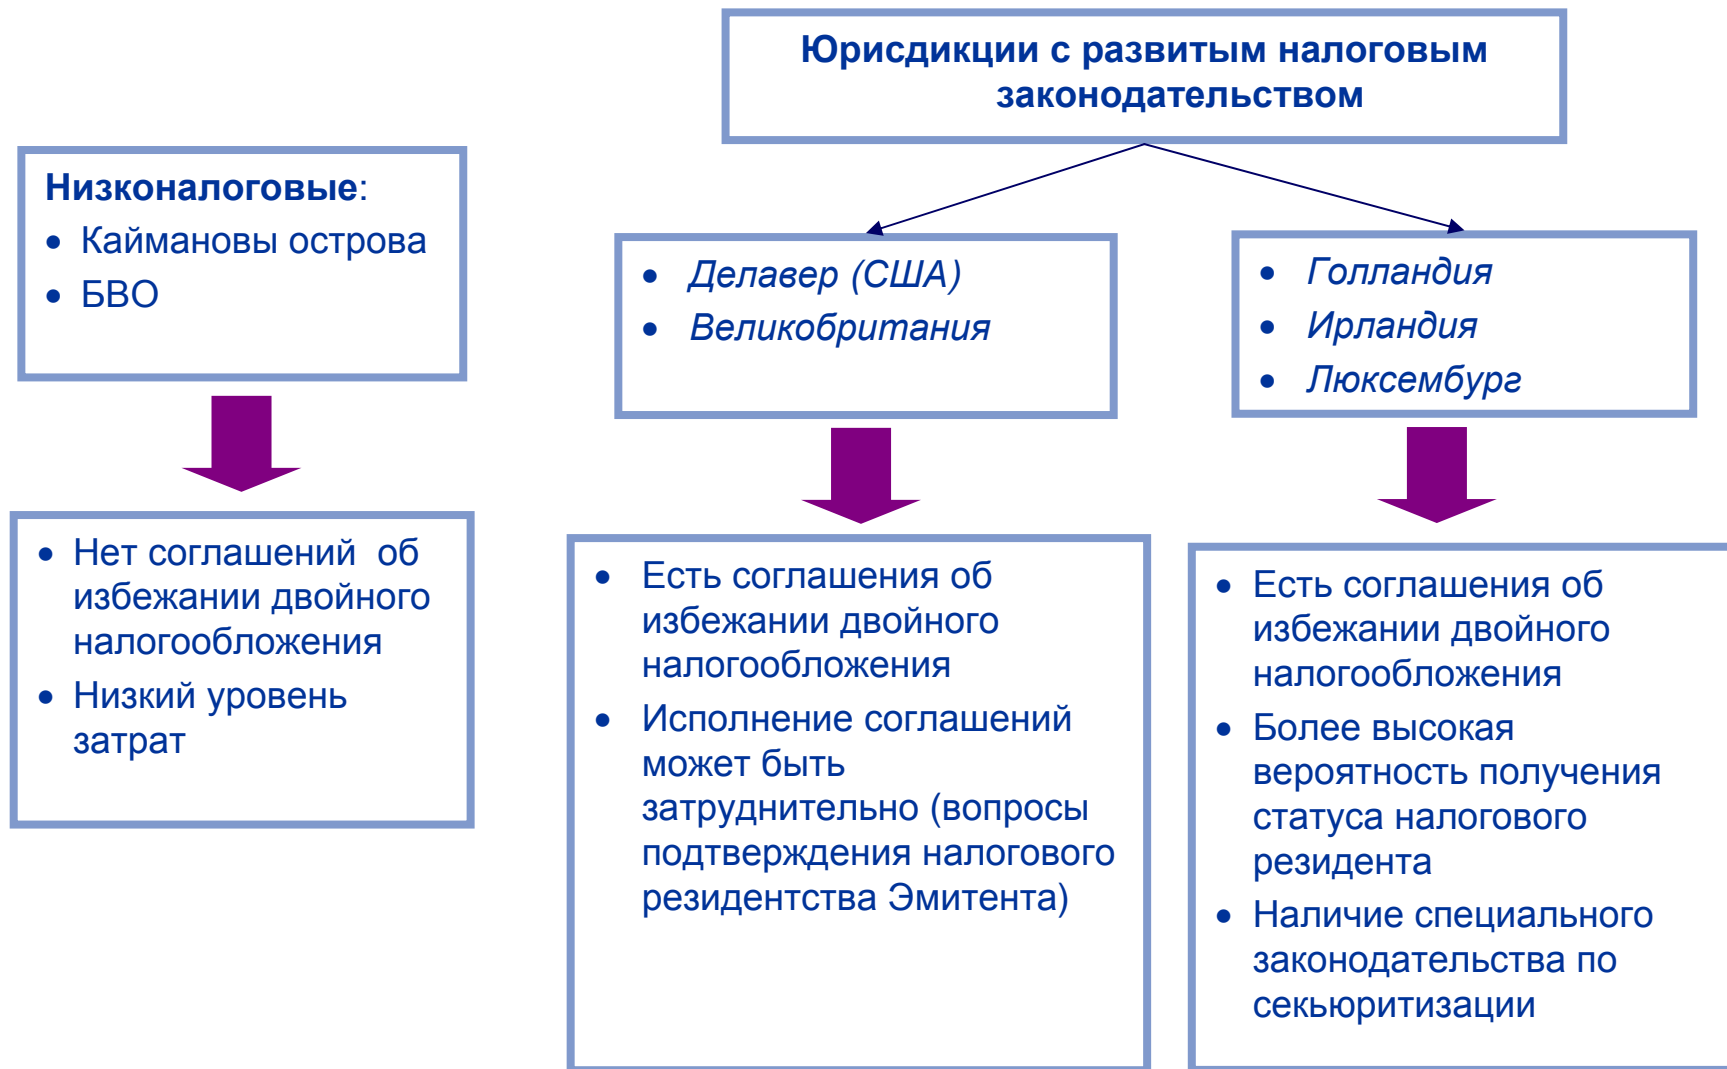 Юрисдикции с развитым налоговым
законодательством
Низконалоговые:
• Каймановы острова
• БВО
• Делавер (США)
• Великобритания
• Голландия
• Ирландия
• Люксембург
• Нет соглашений об
избежании двойного
налогообложения
• Низкий уровень
затрат
• Есть соглашения об
избежании двойного
налогообложения
• Исполнение соглашений
может быть
затруднительно (вопросы
подтверждения налогового
резидентства Эмитента)
• Есть соглашения об
избежании двойного
налогообложения
• Более высокая
вероятность получения
статуса налогового
резидента
• Наличие специального
законодательства по
секьюритизации